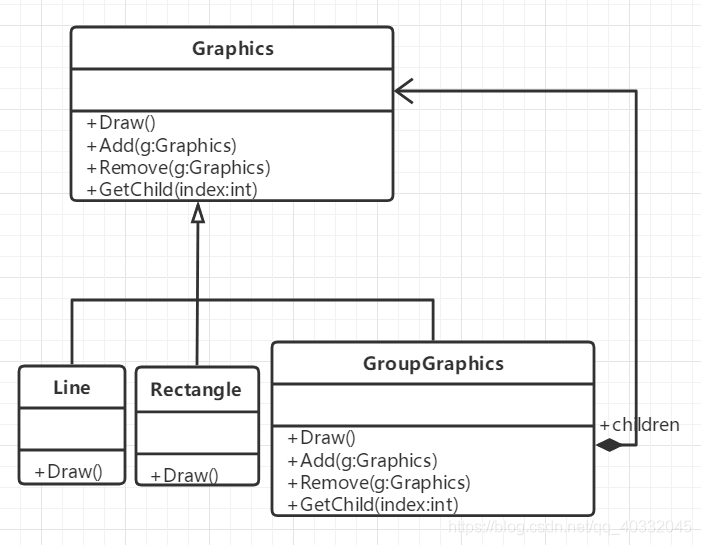 Graphics
+Draw()
+Add(g:Graphics)
+Remove(g:Graphics)
+GetChild(index:int)
Line
+Draw()
Rectangle
+Draw()
GroupGraphics
+Draw()
+Add(g:Graphics)
+Remove(g:Graphics)
+GetChild(index:int)
+children
https://blog.csdn.net/qq_40332045